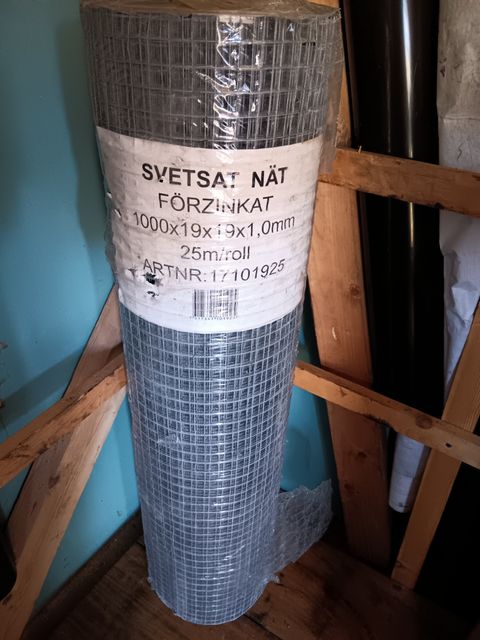 SVETSAT NÄT
FÖRZINKAT
1000x19x19x1,0mm
25m/roll
ARTNR:17101925